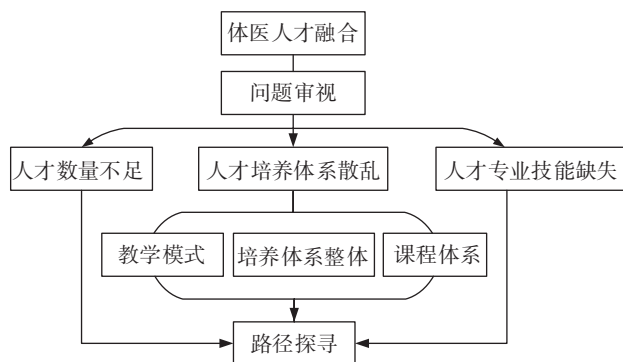 体医人才融合
问题审视
人才数量不足
人才培养体系散乱
人才专业技能缺失
教学模式
培养体系整体
课程体系
路径探寻